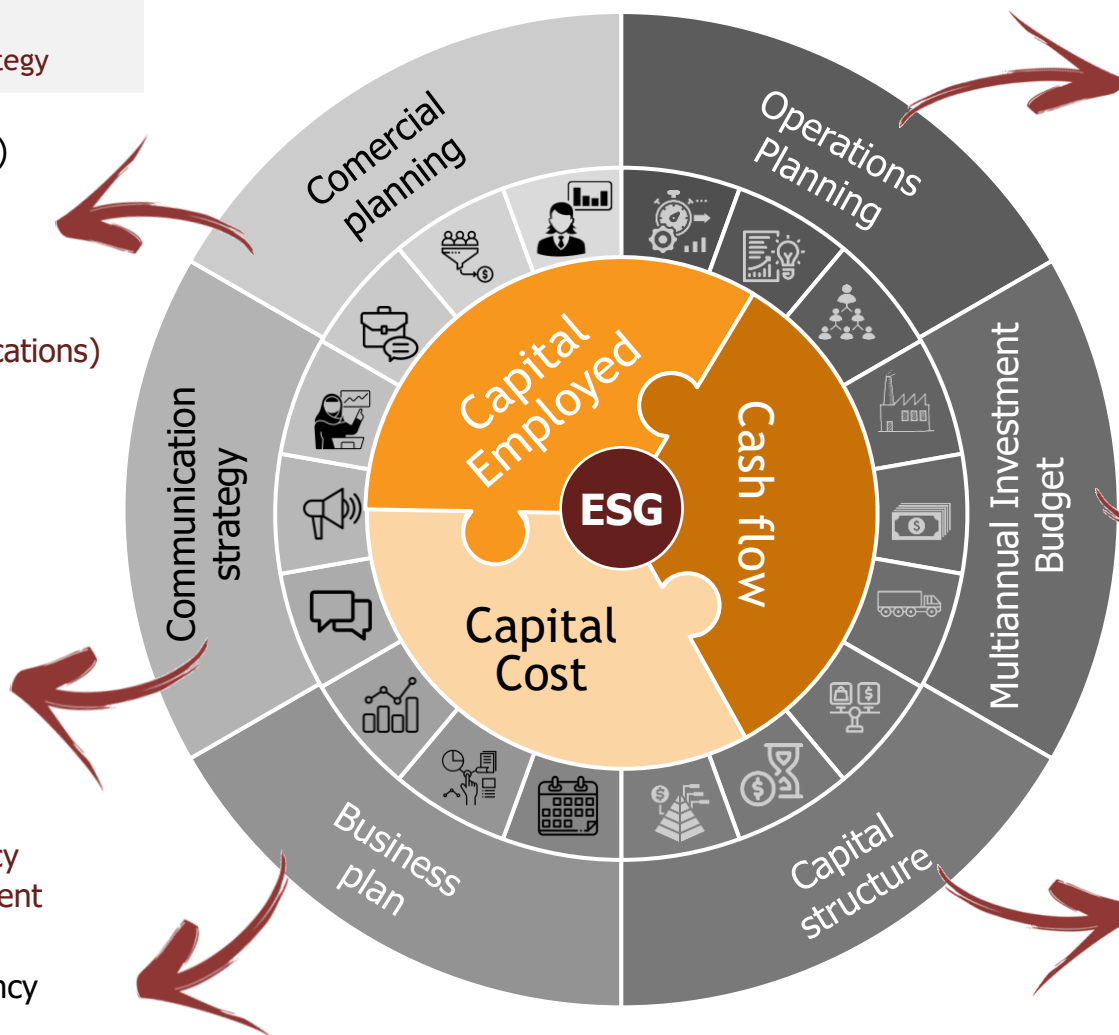 tegy
)
cations)
cy
ent
ncy
Comercial
planning
Operations
Planning
Multiannual Investment
Budget
Capital
structure
Business
plan
Communication
strategy
Capital
Employed
Cash flow
Capital
Cost
ESG